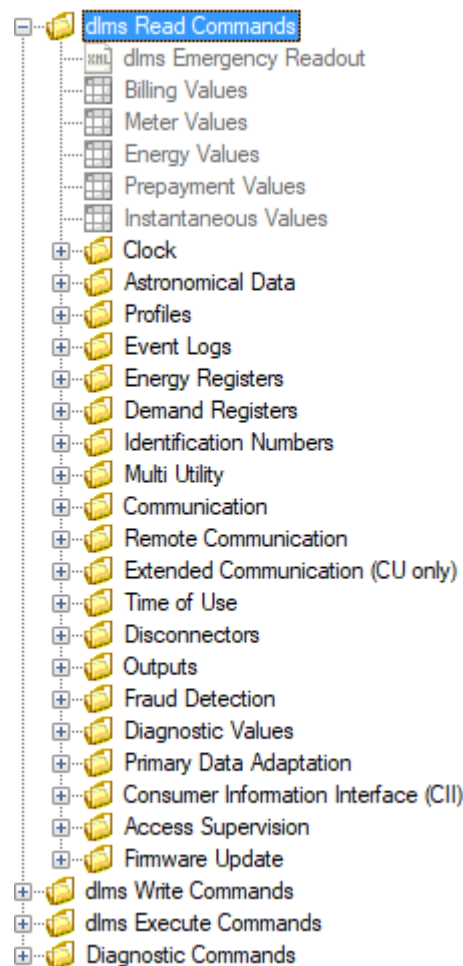 dlms Read Commands
XML dlms Emergency Readout
Billing Values
Meter Values
Energy Values
Prepayment Values
Instantaneous Values
Clock
Astronomical Data
Profiles
Event Logs
Energy Registers
Demand Registers
Identification Numbers
Multi Utility
Communication
Remote Communication
Extended Communication (CU only)
Time of Use
Disconnectors
Outputs
Fraud Detection
Diagnostic Values
Primary Data Adaptation
Consumer Information Interface (CII)
Access Supervision
Firmware Update
dlms Write Commands
dlms Execute Commands
Diagnostic Commands